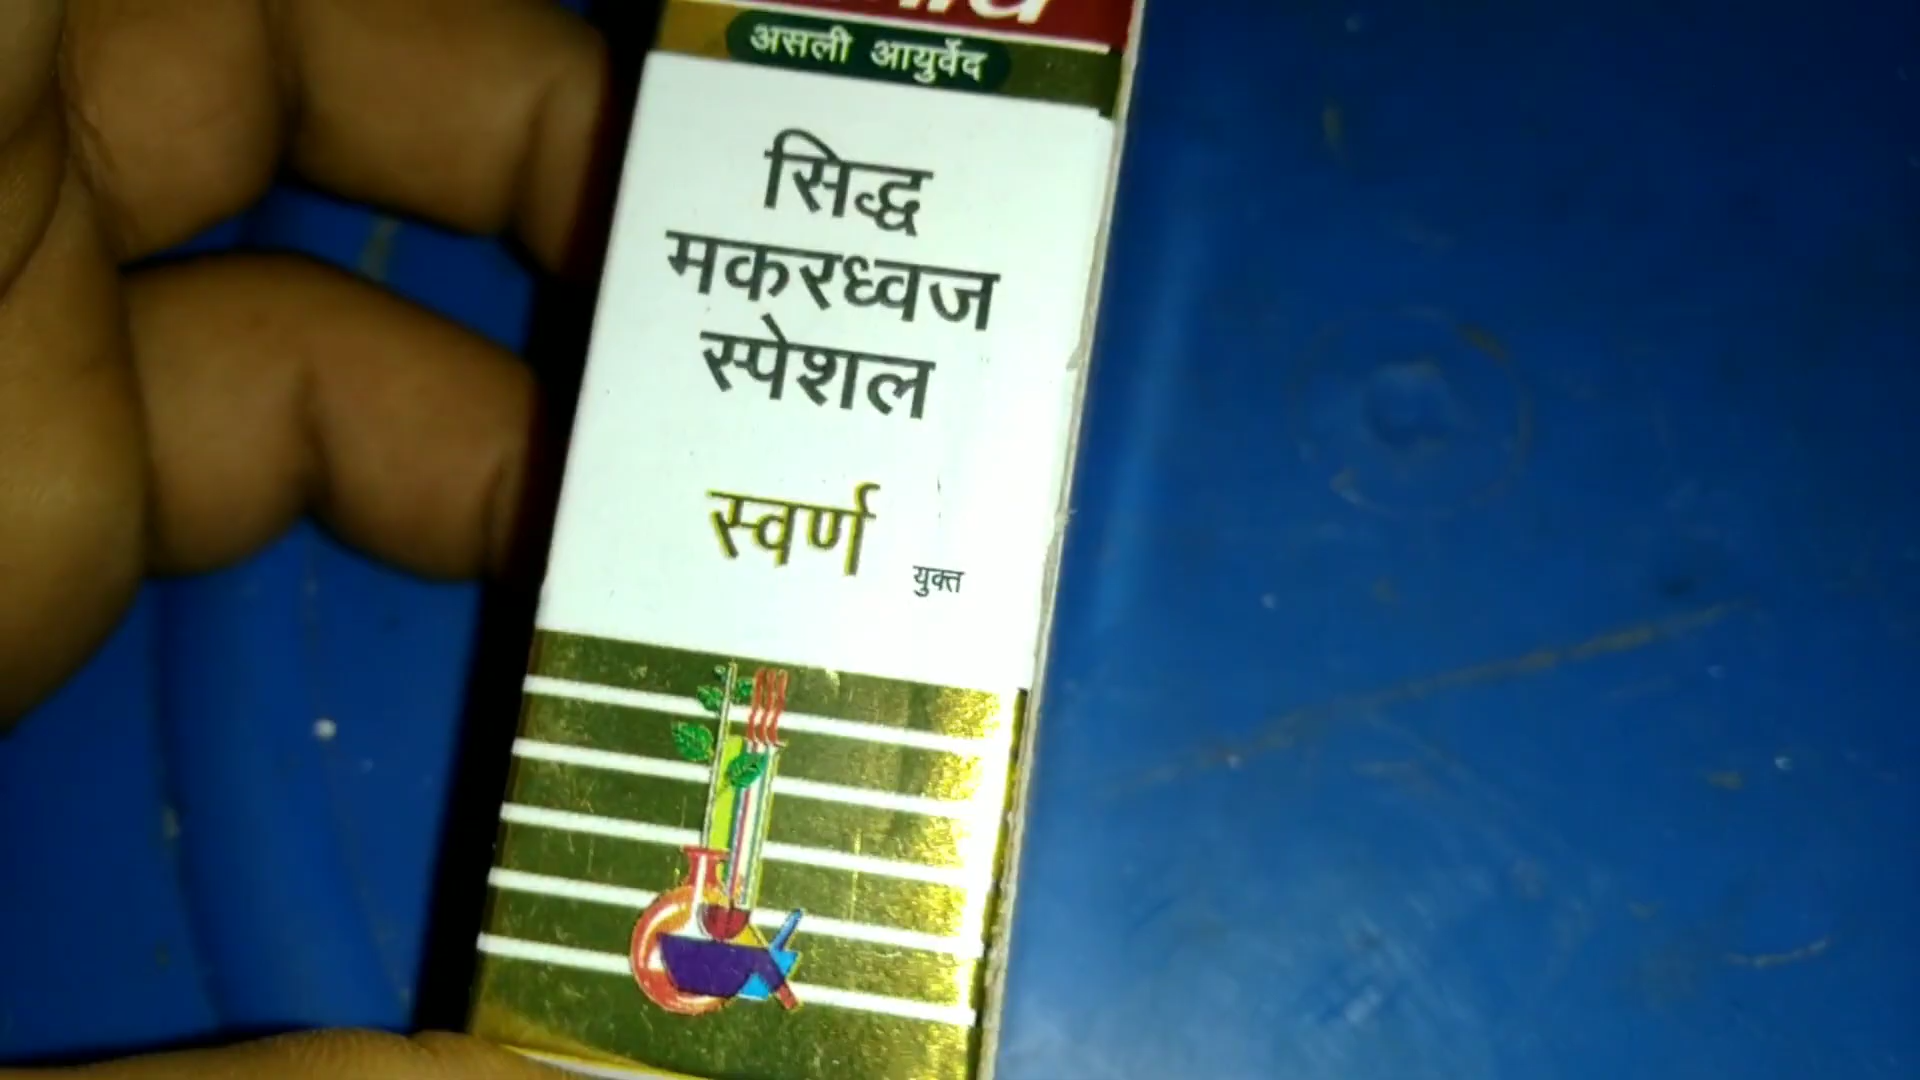 असली आयुर्वेद
सिद्ध
मकरध्वज
स्पेशल
स्वर्ण युक्त